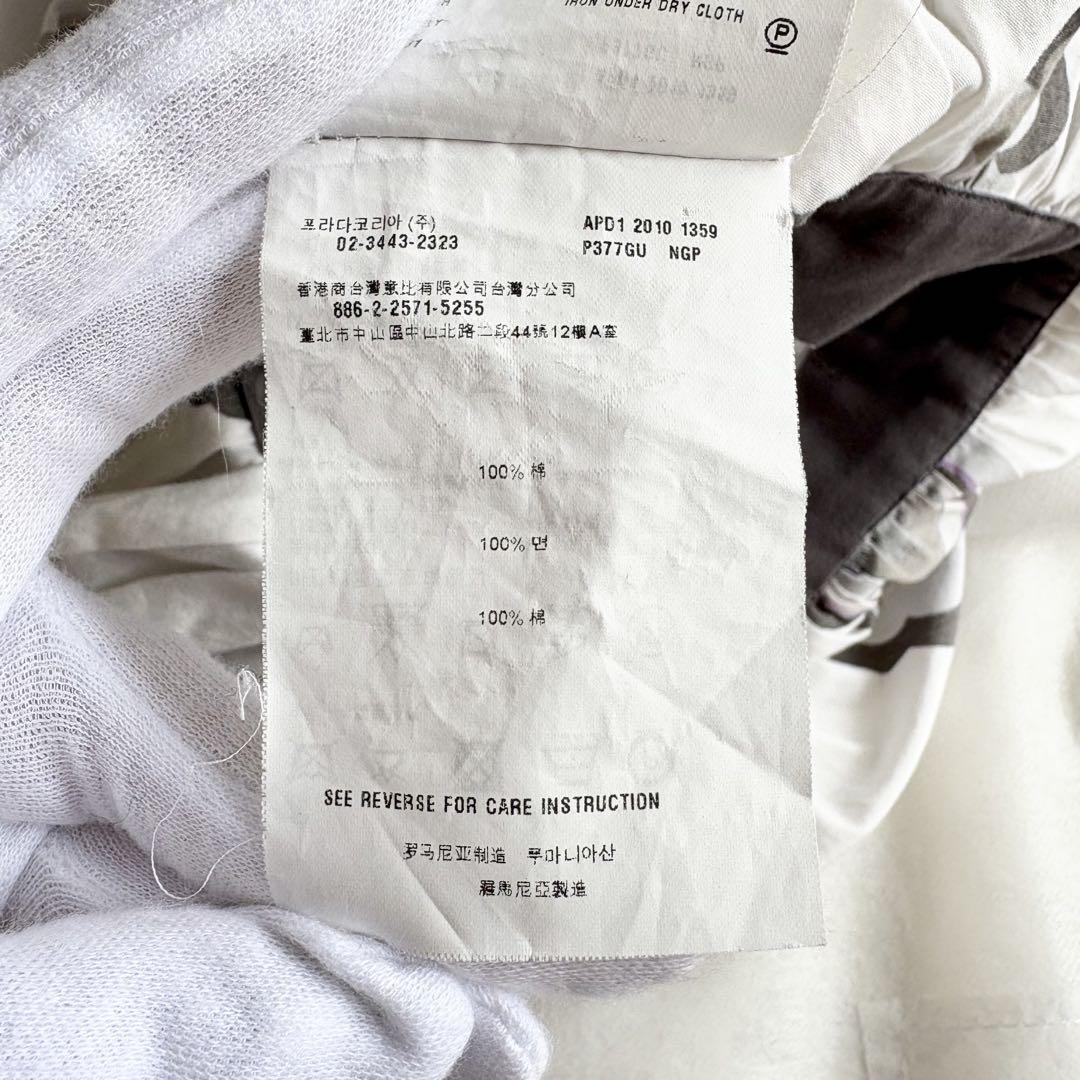 IRON UNDER DRY CLOTH
P
프라다코리아 (주)
02-3443-2323
APD1 2010 1359
P377GU NGP
香港商台灣意比有限公司台灣分公司
886-2-2571-5255
臺北市中山區中山北路二段44號12樓A室
100% 棉
100% 면
100% 棉
SEE REVERSE FOR CARE INSTRUCTION
罗马尼亚制造 루마니아산
羅馬尼亞製造